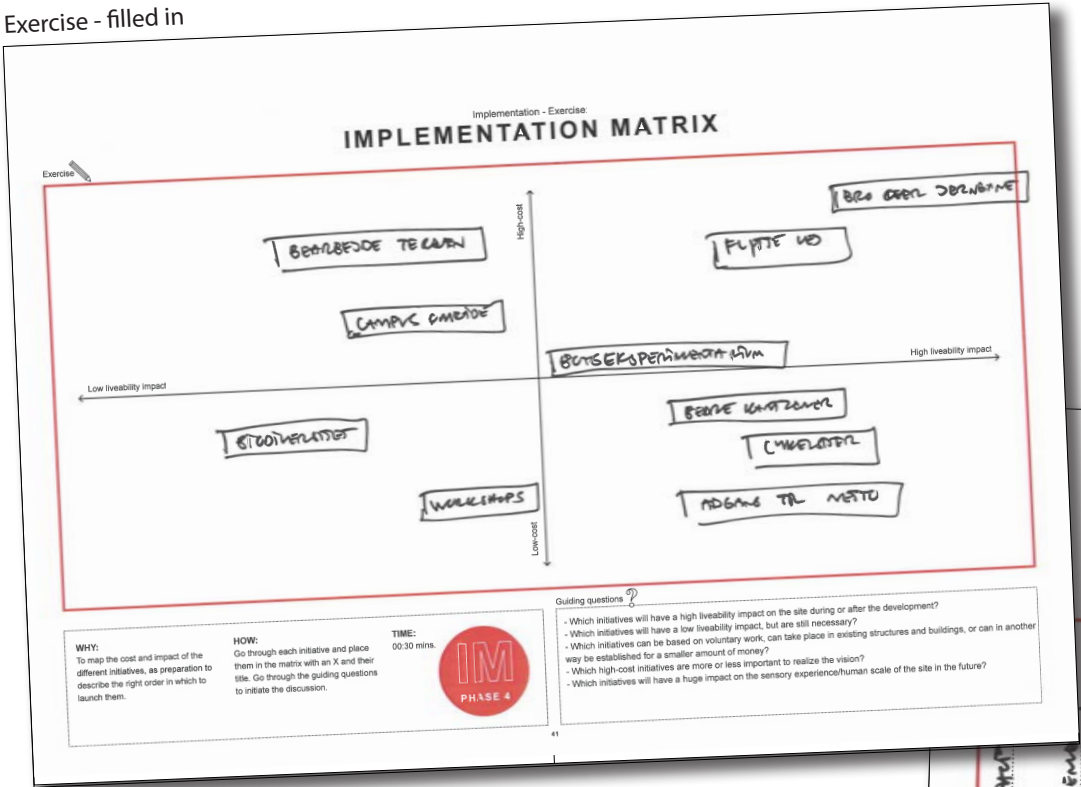 Exercise - filled in
Implementation - Exercise:
IMPLEMENTATION MATRIX
Exercise
High-cost
BRO OVER JERNBANE
BEARBEJDE TERRÆN
FLYTTE
CAMPUS OMRÅDE
BOTSEKSPERIMENTARIUM
High liveability impact
Low liveability impact
BEDRE KANTZONER
BIODIVERSITET
CYKELSTIER
WORKSHOPS
ADGANG TIL NETTO
Low-cost
WHY:
To map the cost and impact of the
different initiatives, as preparation to
describe the right order in which to
launch them.
HOW:
Go through each initiative and place
them in the matrix with an X and their
title. Go through the guiding questions
to initiate the discussion.
TIME:
00:30 mins.
IM
PHASE 4
Guiding questions ?
- Which initiatives will have a high liveability impact on the site during or after the development?
- Which initiatives will have a low liveability impact, but are still necessary?
- Which initiatives can be based on voluntary work, can take place in existing structures and buildings, or can in another
way be established for a smaller amount of money?
- Which high-cost initiatives are more or less important to realize the vision?
- Which initiatives will have a huge impact on the sensory experience/human scale of the site in the future?
41